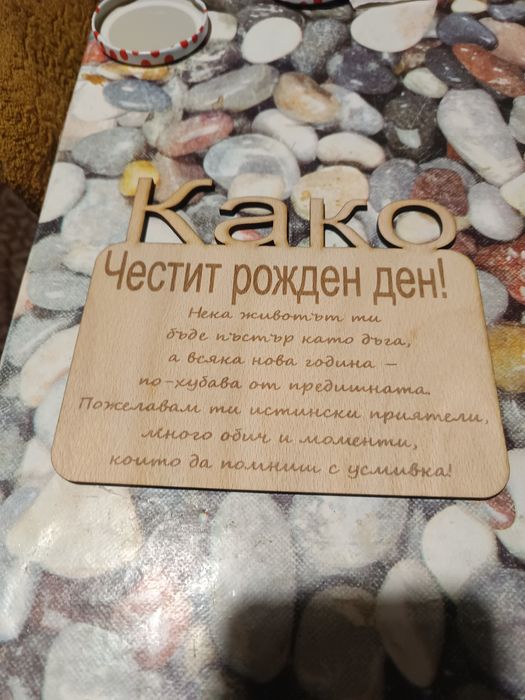 Како
Честит рожден ден!
Нека животът ти
бъде пъстър като дъга,
а всяка нова година –
по-хубава от предишната.
Пожелавам ти истински приятели,
много обич и моменти,
които да помниш с усмивка!